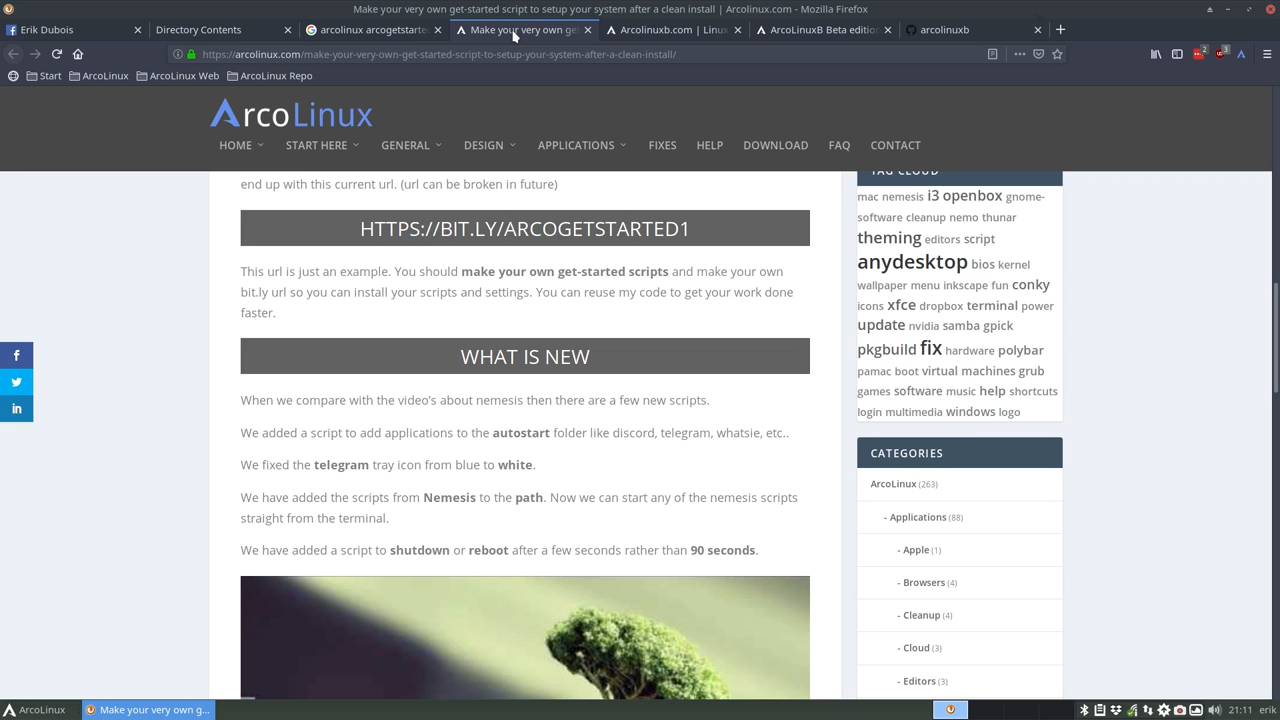 Make your very own get-started script to setup your system after a clean install | Arcolinux.com - Mozilla Firefox
Erik Dubois
Directory Contents
arcolinux arcogetstarte
Make your very own get
Arcolinuxb.com | Linux
ArcoLinuxB Beta edition
arcolinuxb
https://arcolinux.com/make-your-very-own-get-started-script-to-setup-your-system-after-a-clean-install/
2
3
Start
ArcoLinux
ArcoLinux Web
ArcoLinux Repo
ArcoLinux
HOME
START HERE
GENERAL
DESIGN
APPLICATIONS
FIXES
HELP
DOWNLOAD
FAQ
CONTACT
end up with this current url. (url can be broken in future)
HTTPS://BIT.LY/ARCOGETSTARTED1
This url is just an example. You should make your own get-started scripts and make your own
bit.ly url so you can install your scripts and settings. You can reuse my code to get your work done
faster.
WHAT IS NEW
When we compare with the video's about nemesis then there are a few new scripts.
We added a script to add applications to the autostart folder like discord, telegram, whatsie, etc..
We fixed the telegram tray icon from blue to white.
We have added the scripts from Nemesis to the path. Now we can start any of the nemesis scripts
straight from the terminal.
We have added a script to shutdown or reboot after a few seconds rather than 90 seconds.
TAG CLOUD
mac nemesis i3 openbox gnome-
software cleanup nemo thunar
theming editors script
anydesktop bios kernel
wallpaper menu inkscape fun conky
icons xfce dropbox terminal power
update nvidia samba gpick
pkgbuild fix hardware polybar
pamac boot virtual machines grub
games software music help shortcuts
login multimedia windows logo
CATEGORIES
ArcoLinux (263)
- Applications (88)
- Apple (1)
- Browsers (4)
- Cleanup (4)
- Cloud (3)
- Editors (3)
ArcoLinux
Make your very own g...
21:11
erik